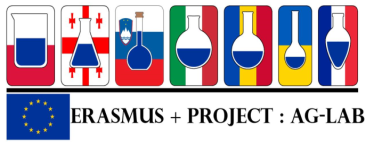 ERASMUS + PROJECT : AG-LAB